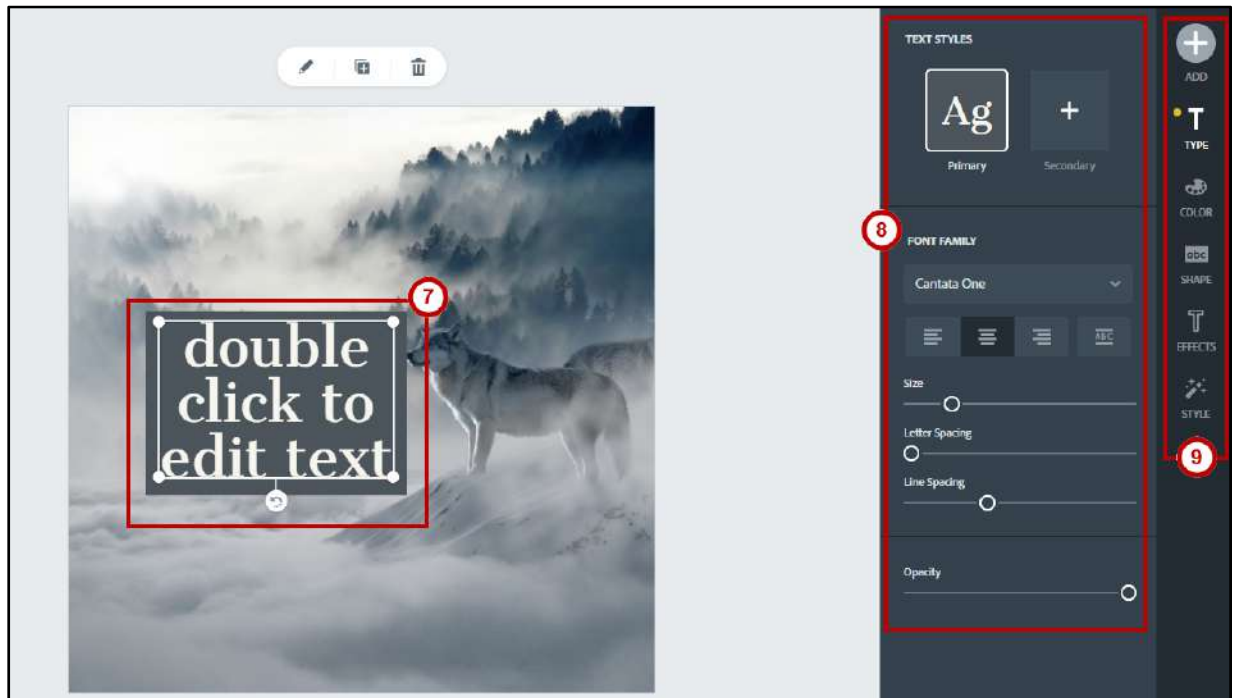 TEXT STYLES
Ag
+
Primary
Secondary
8
FONT FAMILY
Cantata One
ABC
Size
Letter Spacing
Line Spacing
Opacity
7
double
click to
edit text
+
ADD
T
TYPE
COLOR
abc
SHAPE
T
EFFECTS
STYLE
9